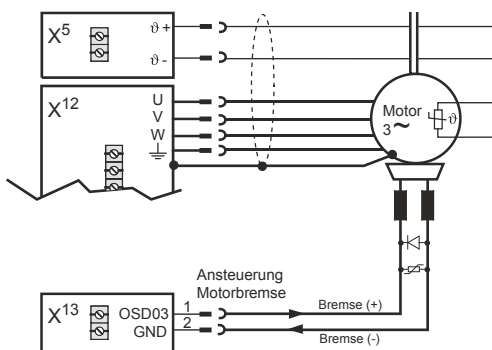 X5
ϑ +
ϑ -
X12
U
V
W
Motor
3 ~
ϑ
Ansteuerung
Motorbremse
X13
OSD03
1
GND
2
Bremse (+)
Bremse (-)